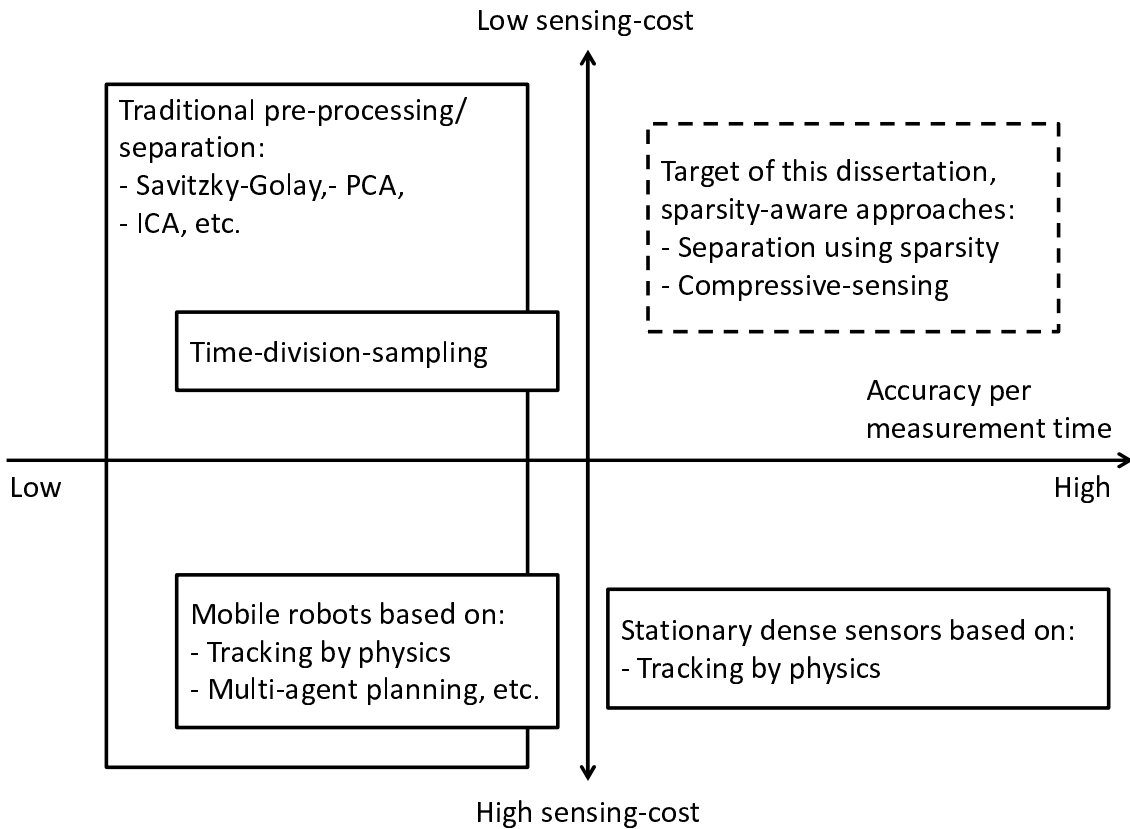 Low sensing-cost
Traditional pre-processing/
separation:
- Savitzky-Golay,- PCA,
- ICA, etc.
Target of this dissertation,
sparsity-aware approaches:
- Separation using sparsity
- Compressive-sensing
Time-division-sampling
Accuracy per
measurement time
Low
High
Mobile robots based on:
- Tracking by physics
- Multi-agent planning, etc.
Stationary dense sensors based on:
- Tracking by physics
High sensing-cost